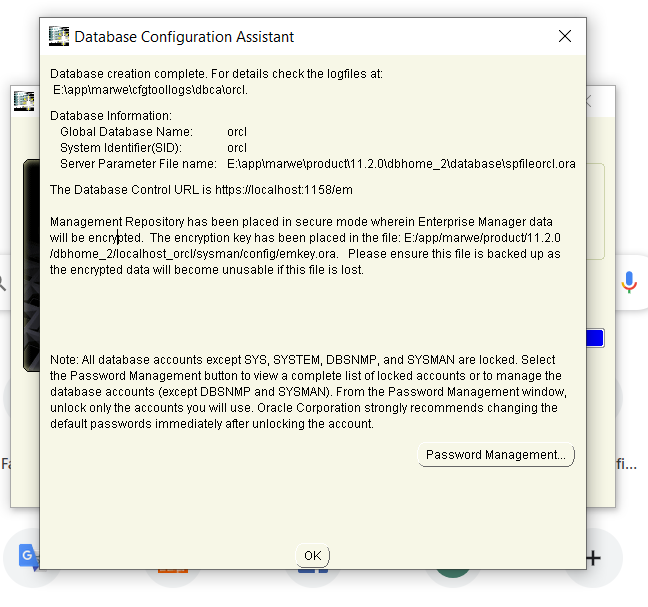 Database Configuration Assistant
Database creation complete. For details check the logfiles at:
E:\app\marwe\cfgtoollogs\dbca\orcl.
Database Information:
Global Database Name: orcl
System Identifier(SID): orcl
Server Parameter File name: E:\app\marwe\product\11.2.0\dbhome_2\database\spfileorcl.ora
The Database Control URL is https://localhost:1158/em
Management Repository has been placed in secure mode wherein Enterprise Manager data
will be encrypted. The encryption key has been placed in the file: E:/app/marwe/product/11.2.0
/dbhome_2/localhost_orcl/sysman/config/emkey.ora. Please ensure this file is backed up as
the encrypted data will become unusable if this file is lost.
Note: All database accounts except SYS, SYSTEM, DBSNMP, and SYSMAN are locked. Select
the Password Management button to view a complete list of locked accounts or to manage the
database accounts (except DBSNMP and SYSMAN). From the Password Management window,
unlock only the accounts you will use. Oracle Corporation strongly recommends changing the
default passwords immediately after unlocking the account.
Password Management...
OK